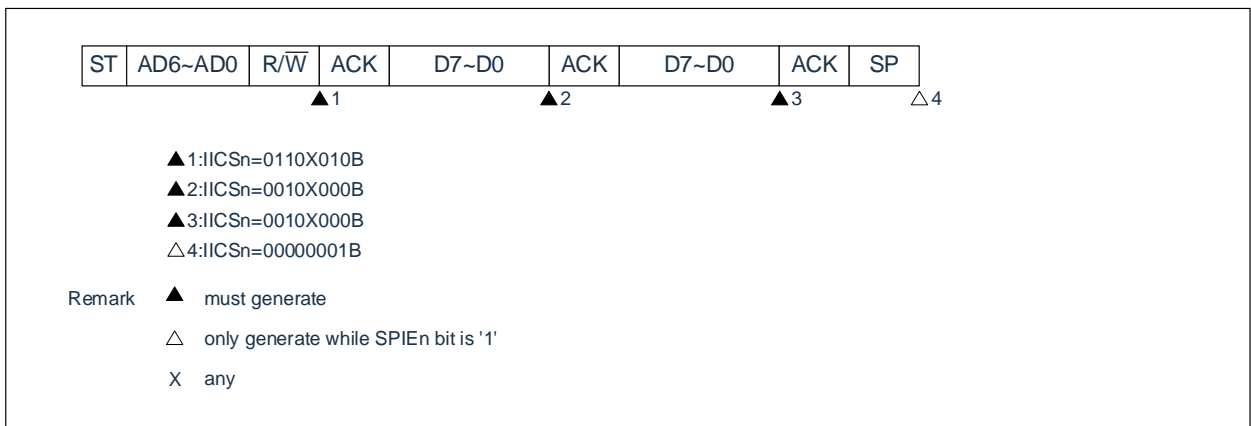 ST AD6~AD0 R/W̅ ACK D7~D0 ACK D7~D0 ACK SP
▲1 ▲2 ▲3 △4
▲1:IICSn=0110X010B
▲2:IICSn=0010X000B
▲3:IICSn=0010X000B
△4:IICSn=00000001B
Remark ▲ must generate
△ only generate while SPIEn bit is '1'
X any